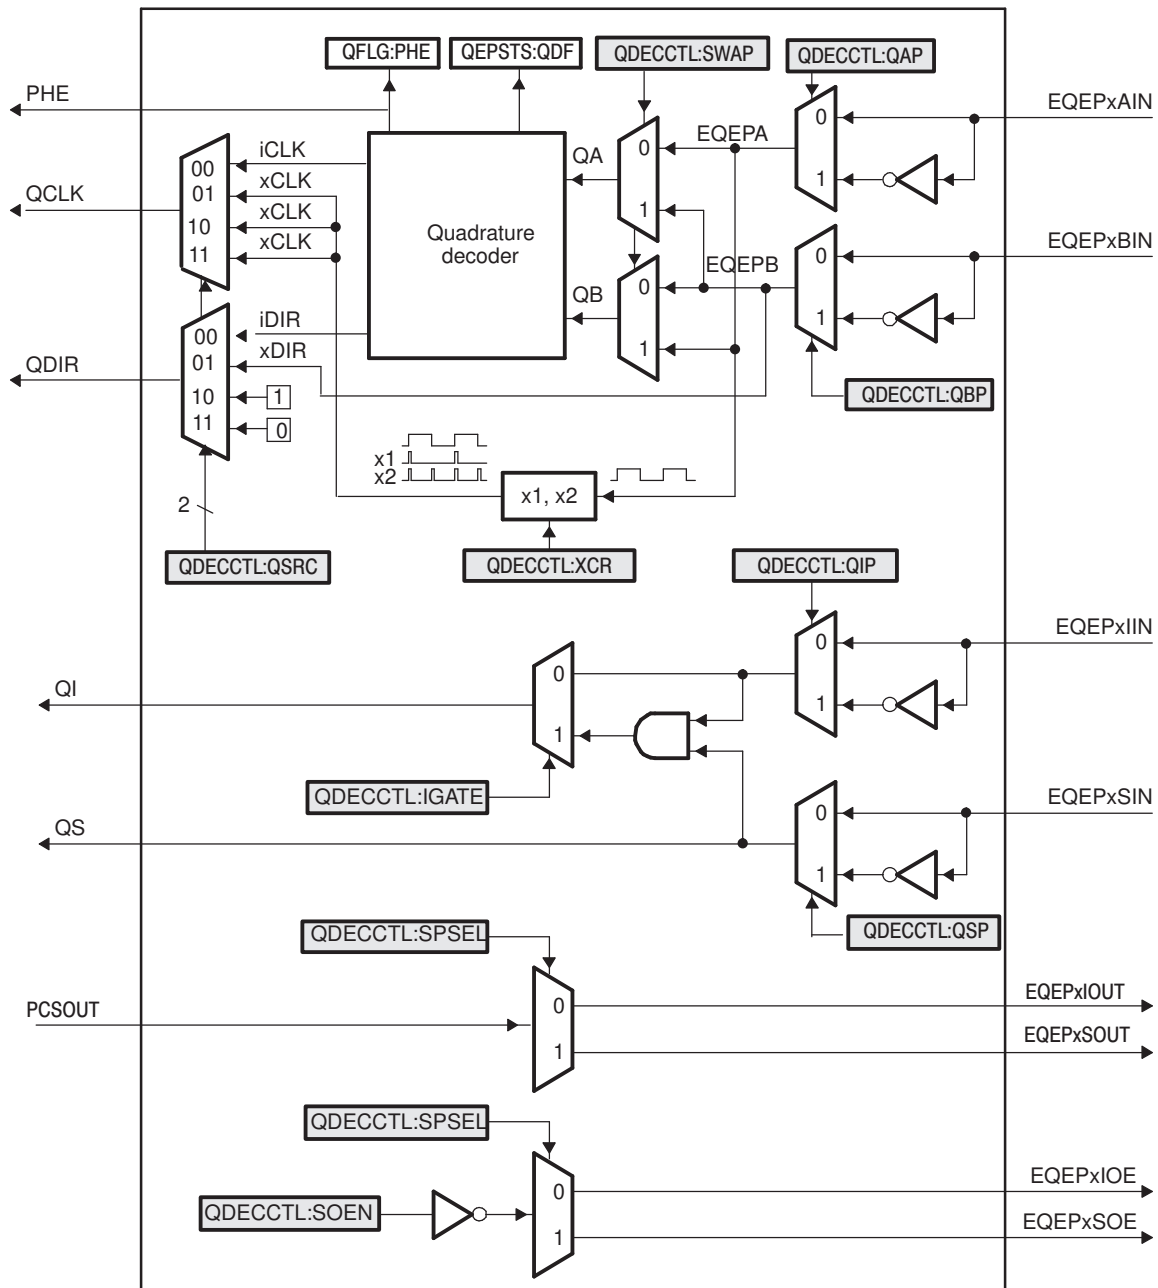 QFLG:PHE
QEPSTS:QDF
QDECCTL:SWAP
QDECCTL:QAP
PHE
EQEPxAIN
EQEPA
0
0
iCLK
QA
00
xCLK
01
1
QCLK
xCLK
1
10
Quadrature
decoder
xCLK
11
EQEPxBIN
EQEPB
0
0
QB
iDIR
1
00
xDIR
1
01
QDIR
10
1
QDECCTL:QBP
11
0
x1
x2
x1, x2
2
QDECCTL:QSRC
QDECCTL:XCR
QDECCTL:QIP
EQEPxIIN
0
0
QI
1
1
QDECCTL:IGATE
EQEPxSIN
0
QS
1
QDECCTL:QSP
QDECCTL:SPSEL
EQEPxIOUT
0
PCSOUT
EQEPxSOUT
1
QDECCTL:SPSEL
EQEPxIOE
0
QDECCTL:SOEN
EQEPxSOE
1